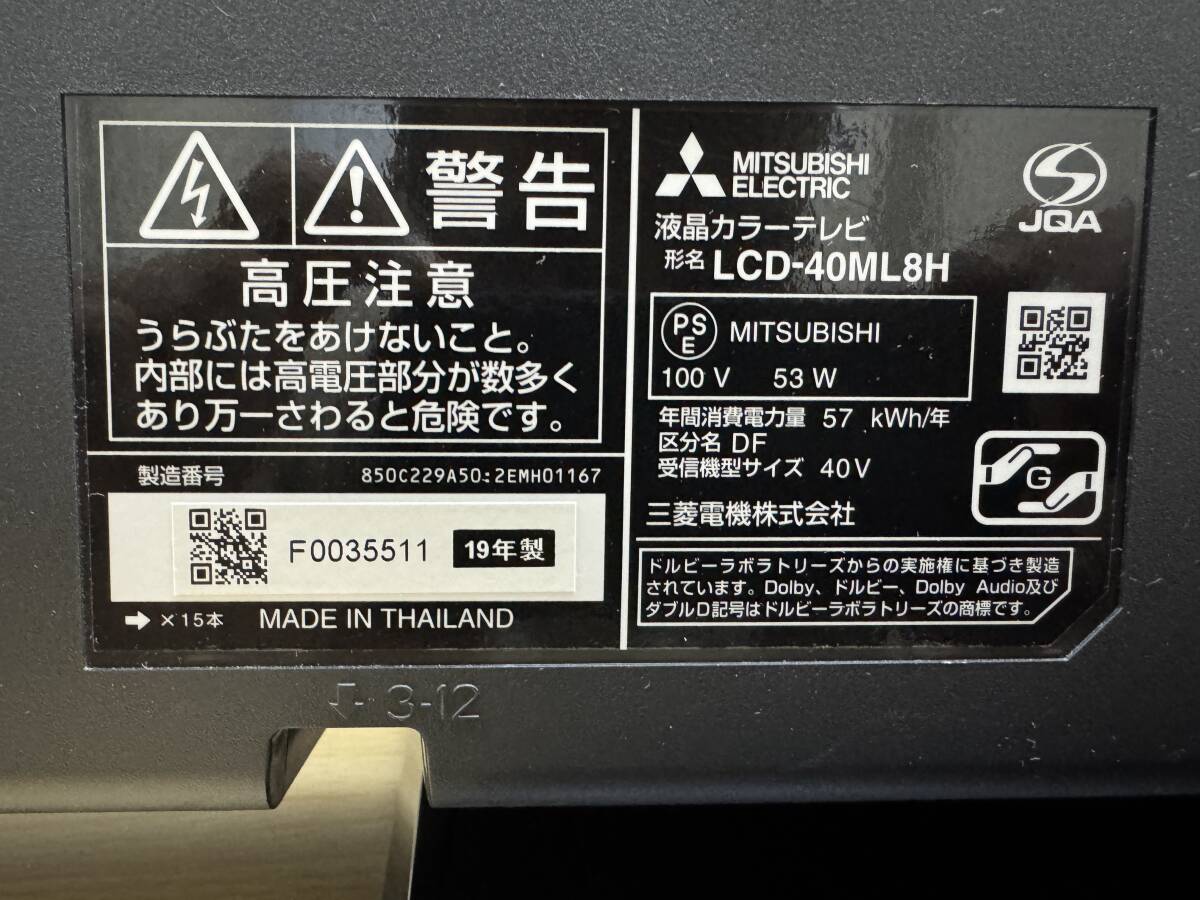 警告
高圧注意
うらぶたをあけないこと。
内部には高電圧部分が数多く
あり万一さわると危険です。
製造番号 850C229A50:2EMH01167
F0035511 19年製
➡ ×15本 MADE IN THAILAND
MITSUBISHI
ELECTRIC
JQA
液晶カラーテレビ
形名 LCD-40ML8H
PS
E
MITSUBISHI
100 V 53 W
年間消費電力量 57 kWh/年
区分名 DF
受信機型サイズ 40V
G
三菱電機株式会社
ドルビーラボラトリーズからの実施権に基づき製造
されています。Dolby、ドルビー、Dolby Audio及び
ダブルD記号はドルビーラボラトリーズの商標です。
3-12